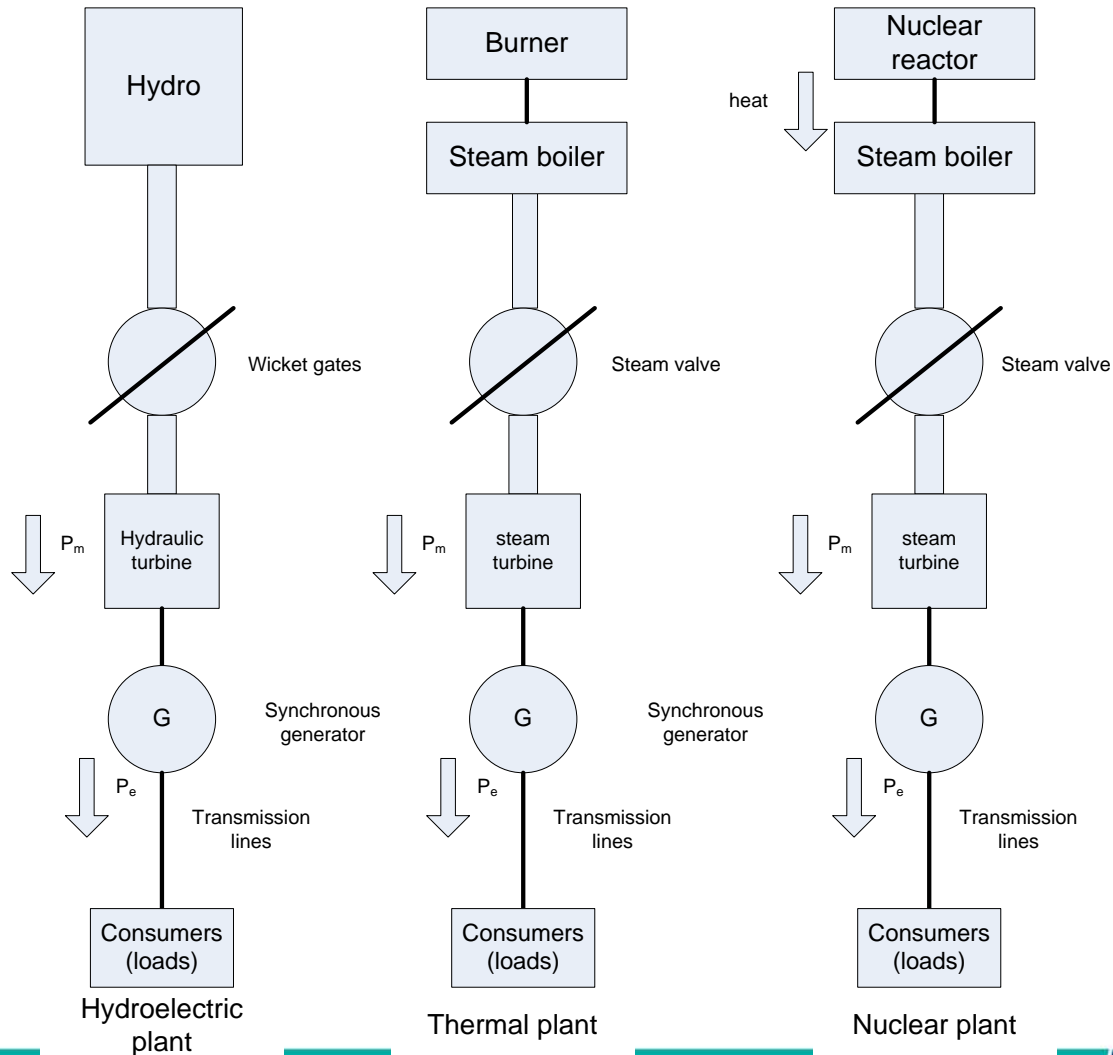 Hydro
Wicket gates
Hydraulic
turbine
Pm
G
Synchronous
generator
Pe
Transmission
lines
Consumers
(loads)
Hydroelectric
plant
Burner
Steam boiler
Steam valve
steam
turbine
Pm
G
Synchronous
generator
Pe
Transmission
lines
Consumers
(loads)
Thermal plant
Nuclear
reactor
heat
Steam boiler
Steam valve
steam
turbine
Pm
G
Pe
Transmission
lines
Consumers
(loads)
Nuclear plant